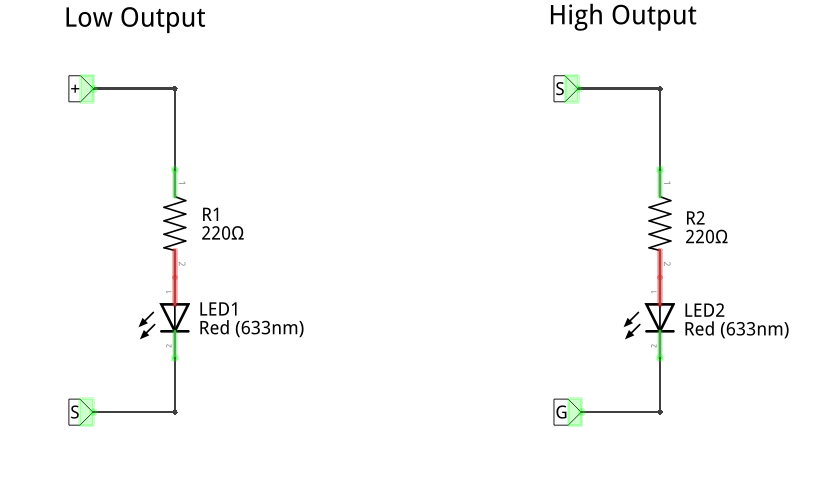 Low Output
High Output
+
S
1
1
R1
220Ω
R2
220Ω
2
2
1
1
LED1
Red (633nm)
LED2
Red (633nm)
2
2
S
G